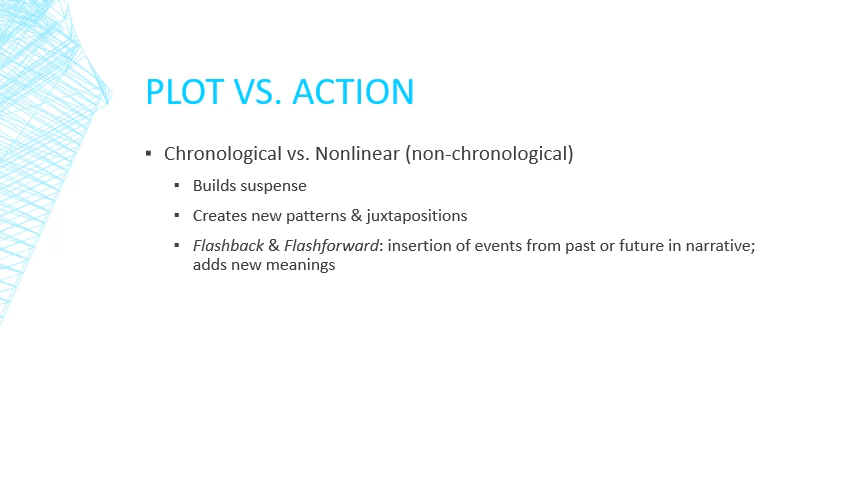 PLOT VS. ACTION
▪ Chronological vs. Nonlinear (non-chronological)
▪ Builds suspense
▪ Creates new patterns & juxtapositions
▪ Flashback & Flashforward: insertion of events from past or future in narrative;
adds new meanings